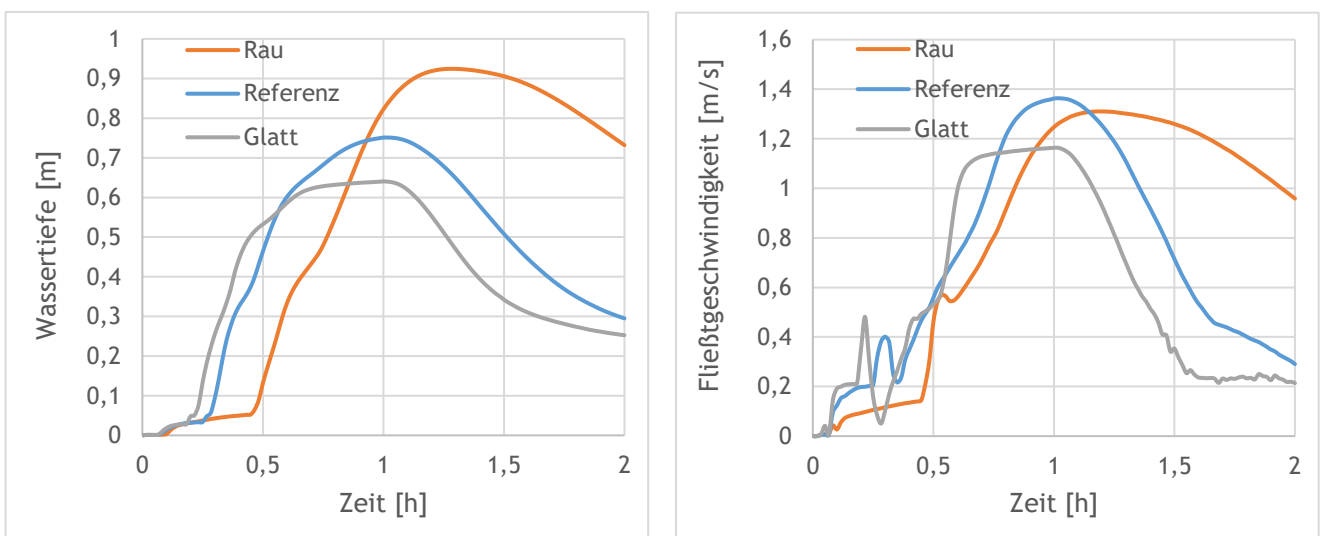 Wassertiefe [m]
1
0,9
0,8
0,7
0,6
0,5
0,4
0,3
0,2
0,1
0
Rau
Referenz
Glatt
0 0,5 1 1,5 2
Zeit [h]
Fließtgeschwindigkeit [m/s]
1,6
1,4
1,2
1
0,8
0,6
0,4
0,2
0
Rau
Referenz
Glatt
0 0,5 1 1,5 2
Zeit [h]